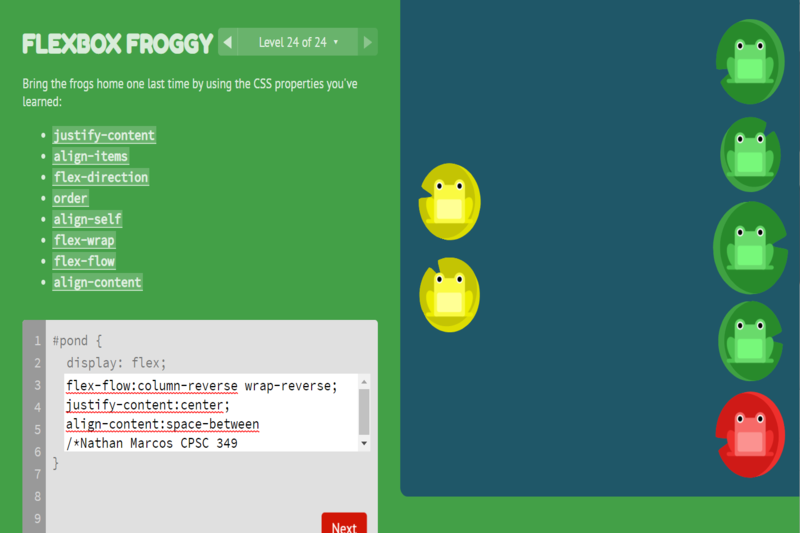 FLEXBOX FROGGY
Level 24 of 24
Bring the frogs home one last time by using the CSS properties you've
learned:
justify-content
align-items
flex-direction
order
align-self
flex-wrap
flex-flow
align-content
1 #pond {
2 display: flex;
3 flex-flow:column-reverse wrap-reverse;
4 justify-content:center;
5 align-content:space-between
6 /*Nathan Marcos CPSC 349
7 }
8
9
Next